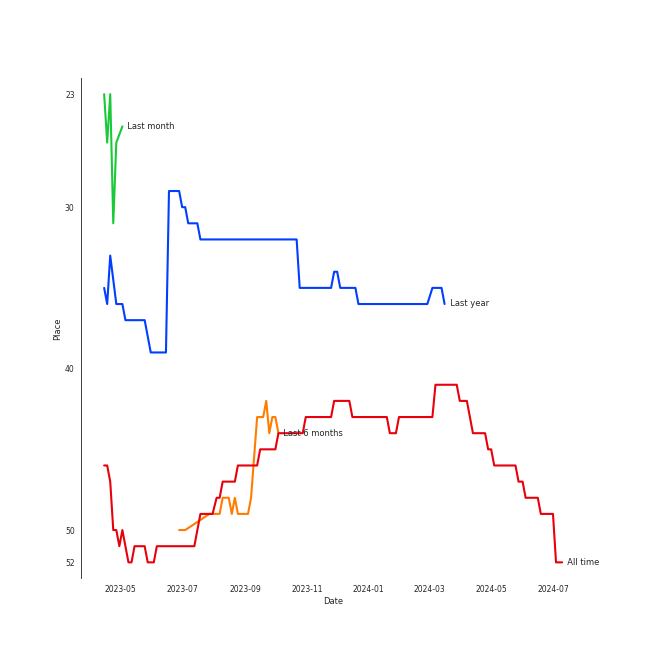 23
Last month
30
Last year
Place
40
Last 6 months
50
52
All time
2023-05
2023-07
2023-09
2023-11
2024-01
2024-03
2024-05
2024-07
Date